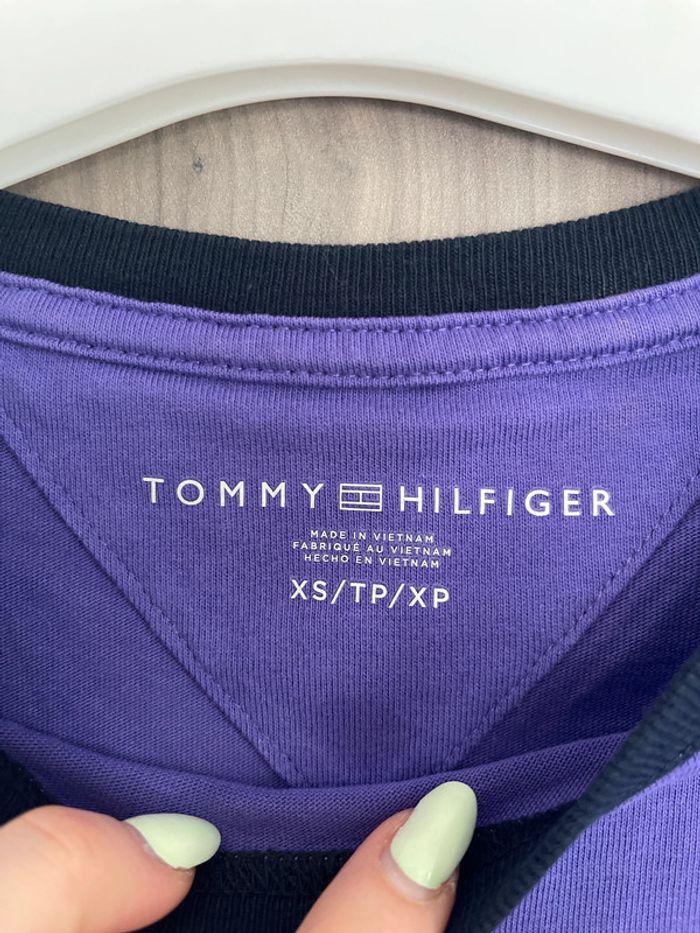 TOMMY HILFIGER
MADE IN VIETNAM
FABRIQUÉ AU VIETNAM
HECHO EN VIETNAM
XS/TP/XP